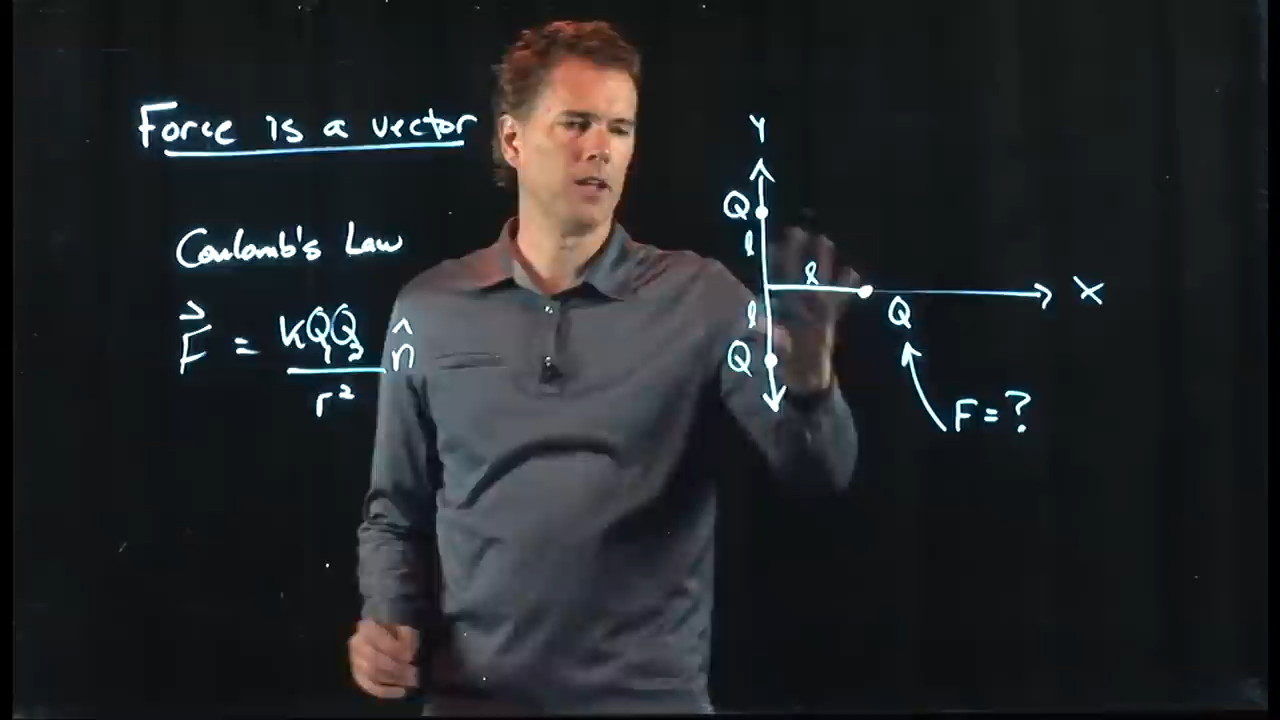 Force is a vector
Coulomb's Law
F⃗ = kQ₁Q₂ n̂
r²
Y
Q
l
l
X
l
Q
Q
F=?